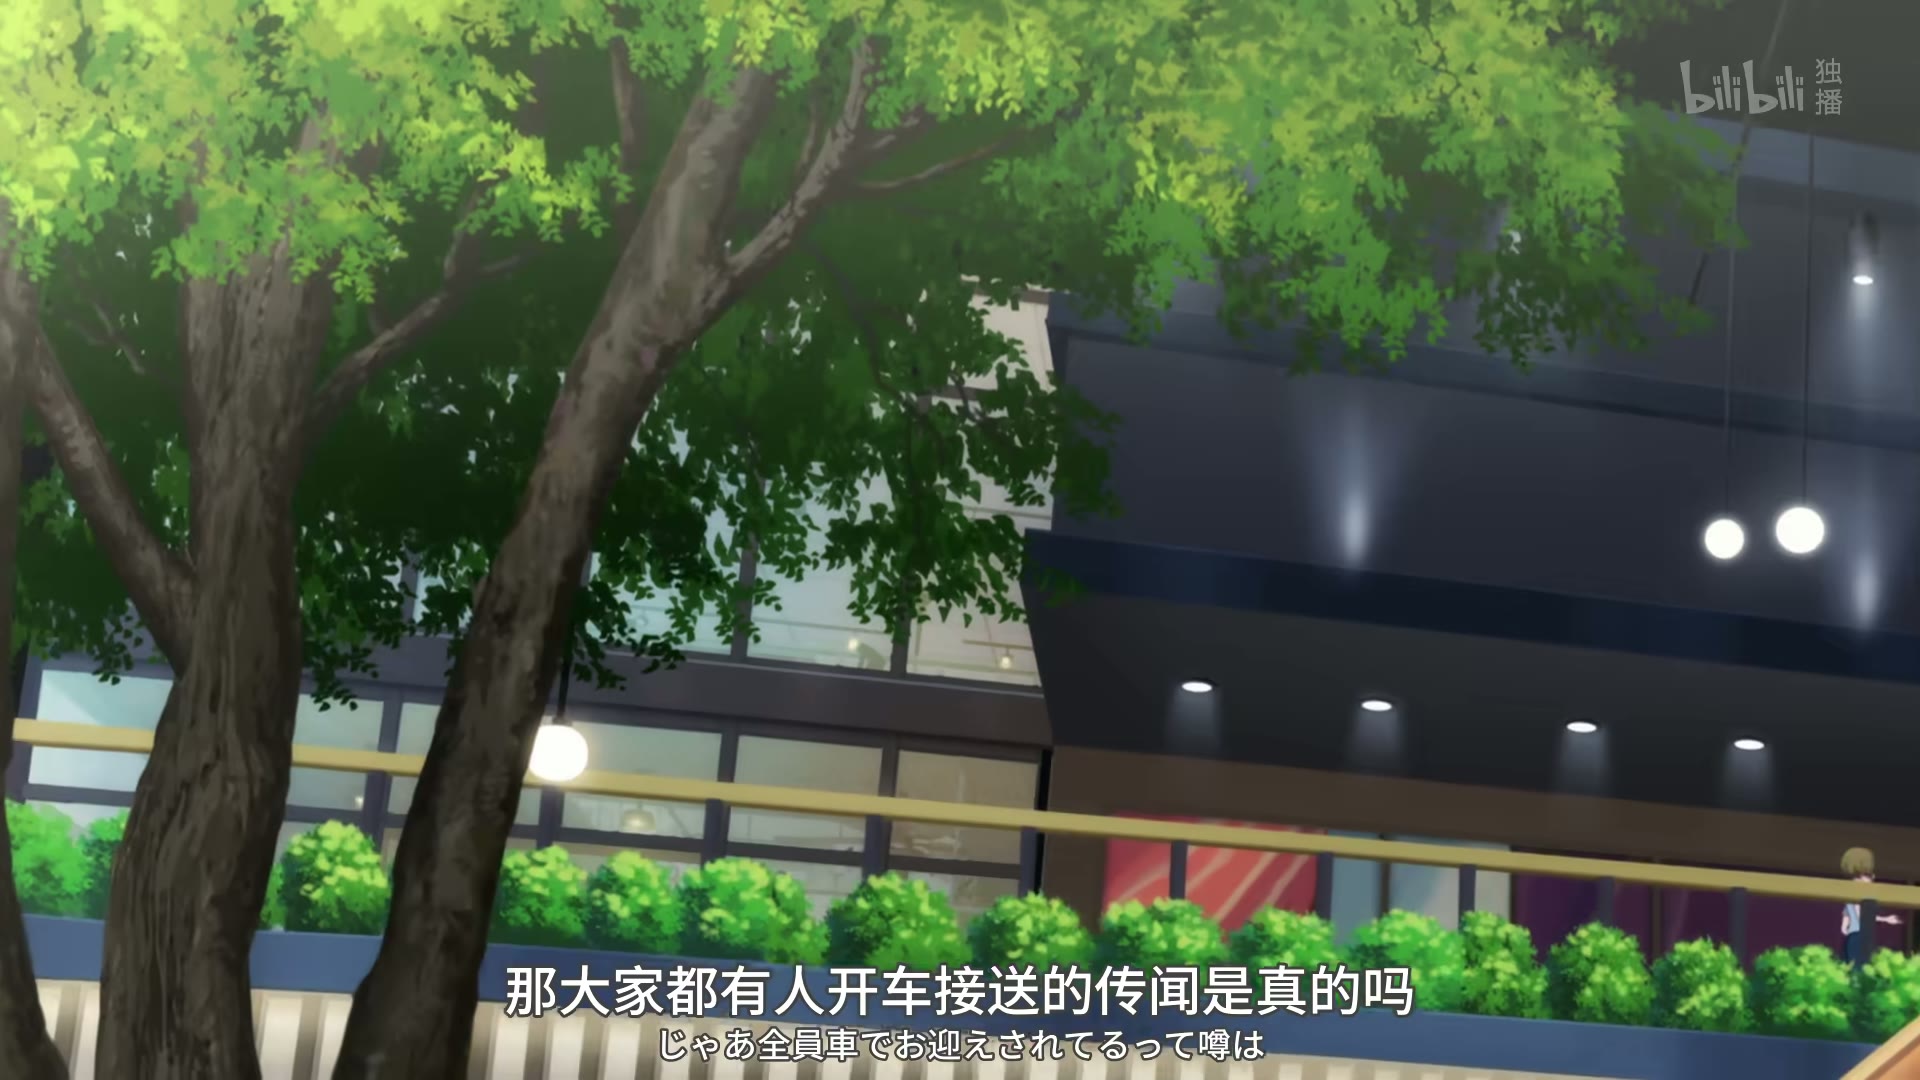 bilibili 独播
那大家都有人开车接送的传闻是真的吗
じゃあ全員車でお迎えされてるって噂は